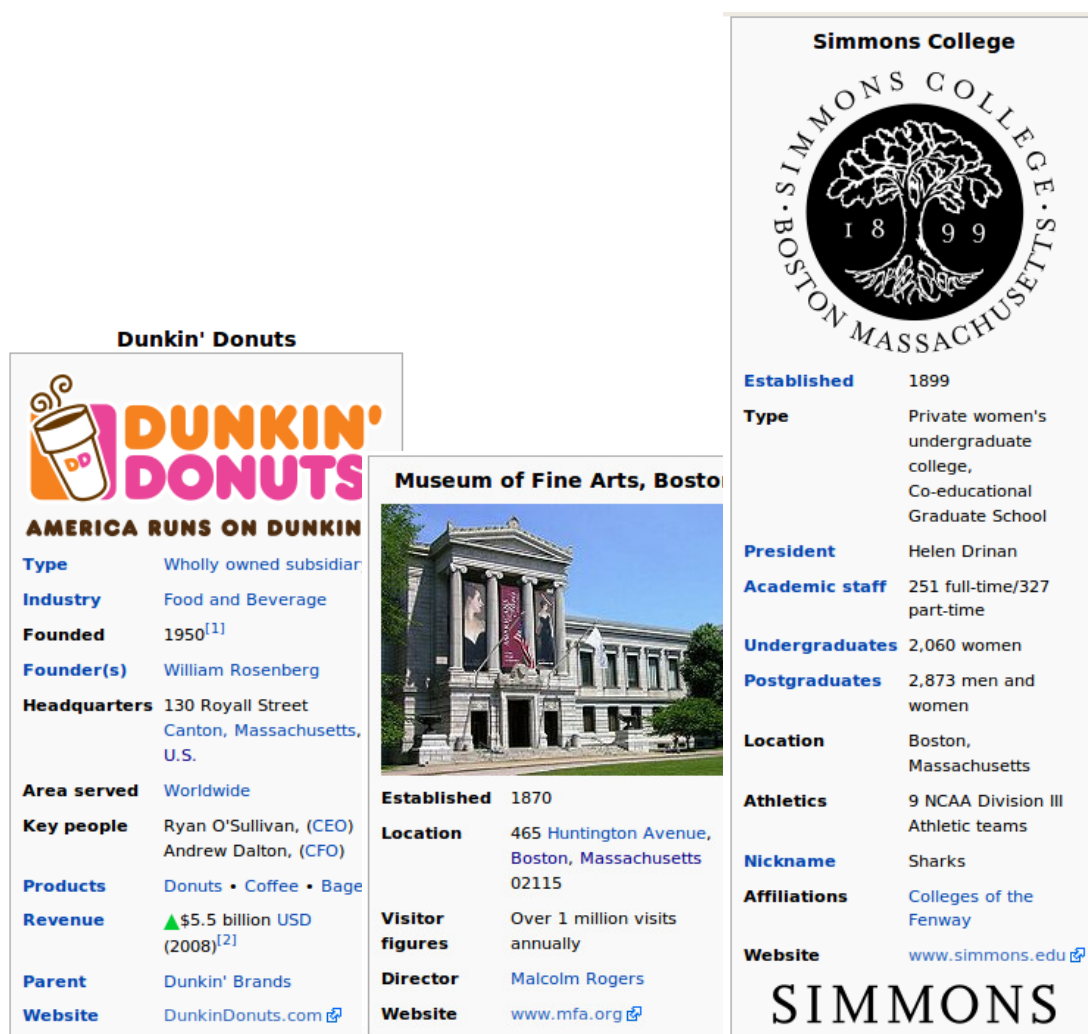 Dunkin' Donuts
DUNKIN'
DONUTS
DD
AMERICA RUNS ON DUNKIN
Type Wholly owned subsidiar
Industry Food and Beverage
Founded 1950[1]
Founder(s) William Rosenberg
Headquarters 130 Royall Street
Canton, Massachusetts,
U.S.
Area served Worldwide
Key people Ryan O'Sullivan, (CEO)
Andrew Dalton, (CFO)
Products Donuts • Coffee • Bage
Revenue ▲$5.5 billion USD
(2008)[2]
Parent Dunkin' Brands
Website DunkinDonuts.com
Museum of Fine Arts, Bosto
AMERICANS
Established 1870
Location 465 Huntington Avenue,
Boston, Massachusetts
02115
Visitor Over 1 million visits
figures annually
Director Malcolm Rogers
Website www.mfa.org
Simmons College
SIMMONS COLLEGE · BOSTON MASSACHUSETTS ·
1899
Established 1899
Type Private women's
undergraduate
college,
Co-educational
Graduate School
President Helen Drinan
Academic staff 251 full-time/327
part-time
Undergraduates 2,060 women
Postgraduates 2,873 men and
women
Location Boston,
Massachusetts
Athletics 9 NCAA Division III
Athletic teams
Nickname Sharks
Affiliations Colleges of the
Fenway
Website www.simmons.edu
SIMMONS